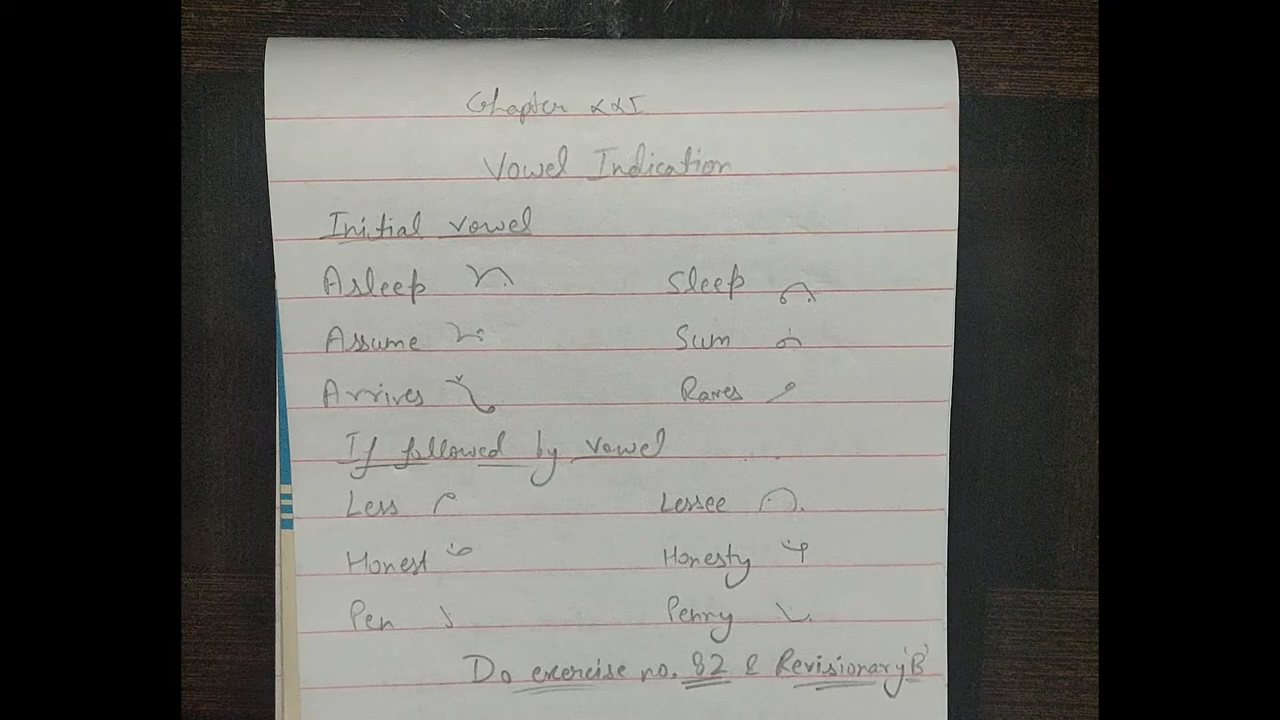 Chapter XXI
Vowel Indication
Initial vowel
Asleep Sleep
Assume Sum
Arrives Raves
If followed by vowel
Less Lessee
Honest Honesty
Pen Penny
Do exercise no. 82 & Revisionary 'B'